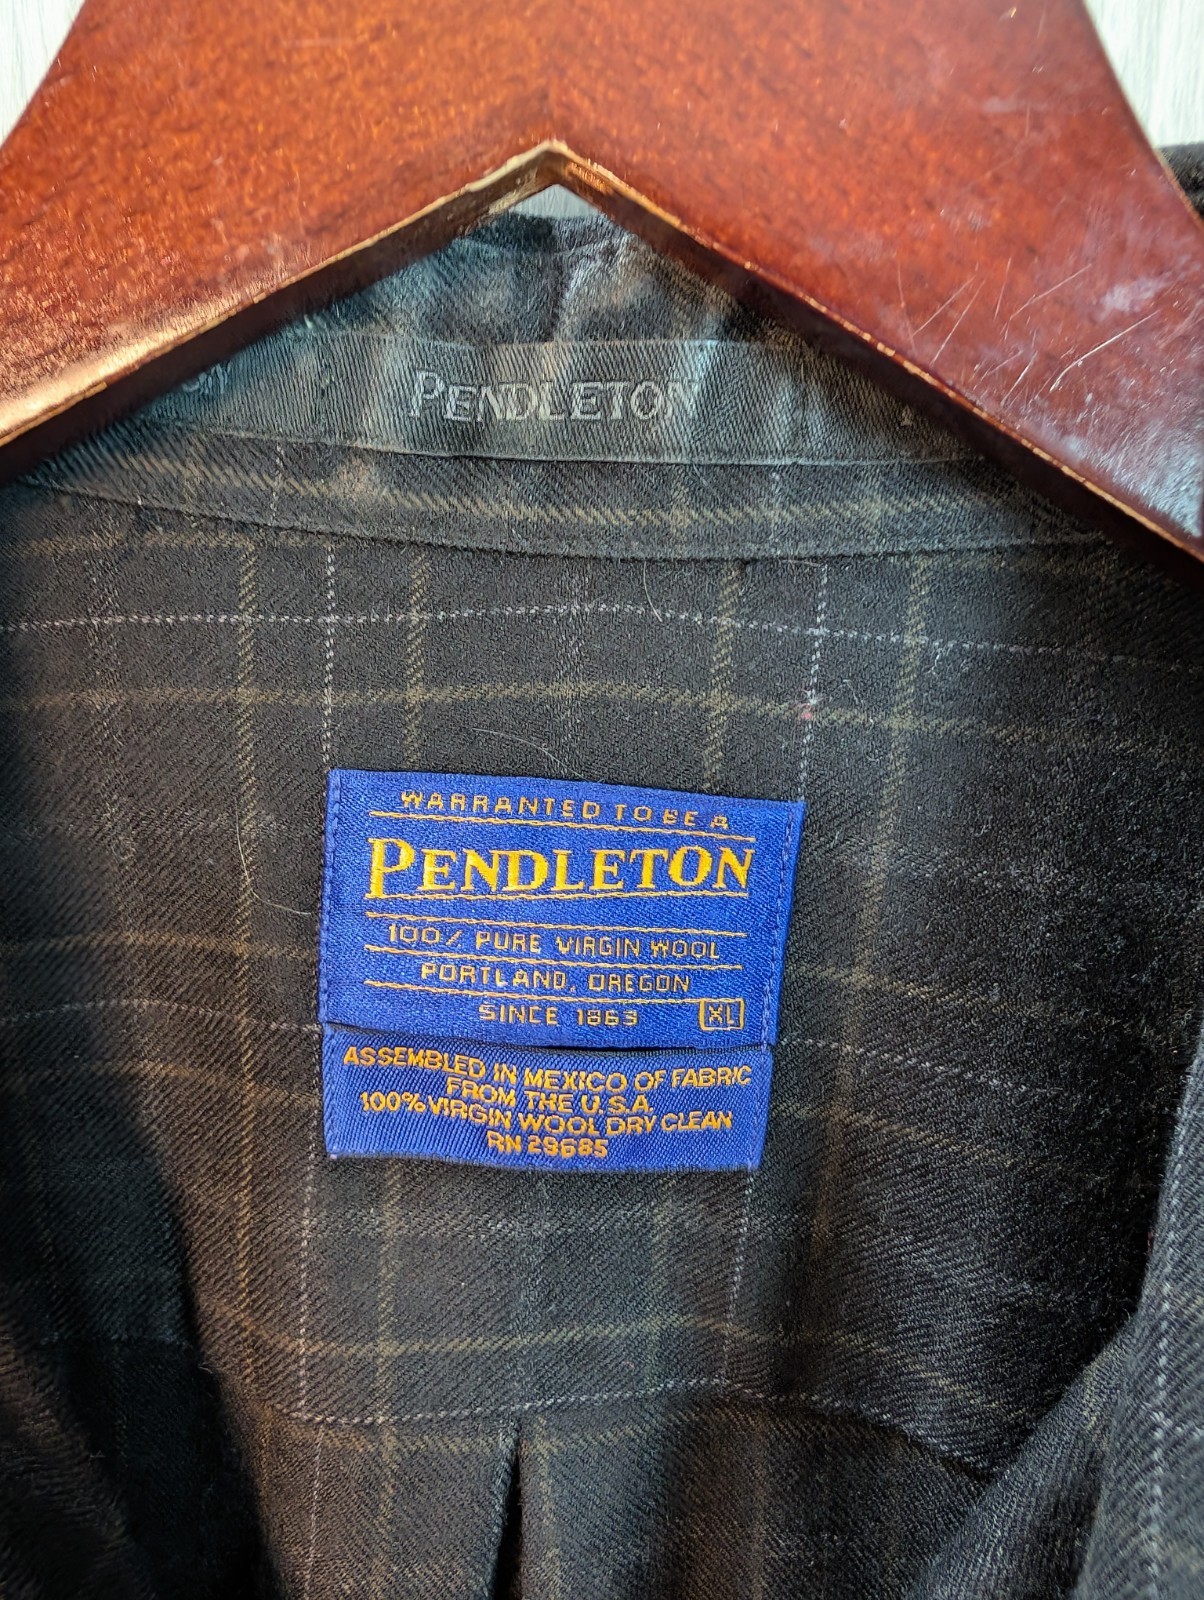 PENDLETON
WARRANTED TO BE A
PENDLETON
100% PURE VIRGIN WOOL
PORTLAND, OREGON
SINCE 1863 XL
ASSEMBLED IN MEXICO OF FABRIC
FROM THE U.S.A.
100% VIRGIN WOOL DRY CLEAN
RN 29685